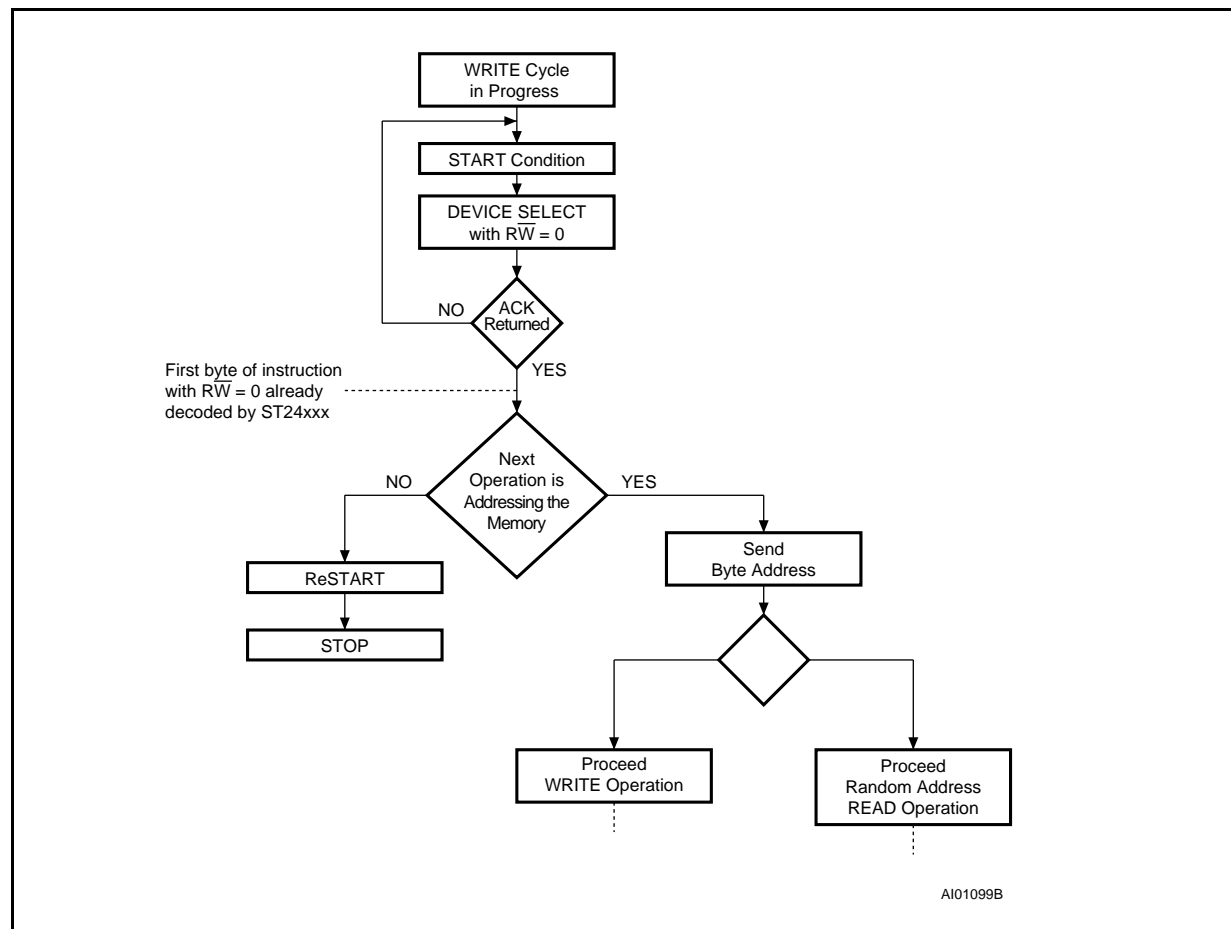 WRITE Cycle
in Progress
START Condition
DEVICE SELECT
with RW̅ = 0
NO
ACK
Returned
YES
First byte of instruction
with RW̅ = 0 already
decoded by ST24xxx
NO
Next
Operation is
Addressing the
Memory
YES
Send
Byte Address
ReSTART
STOP
Proceed
WRITE Operation
Proceed
Random Address
READ Operation
AI01099B